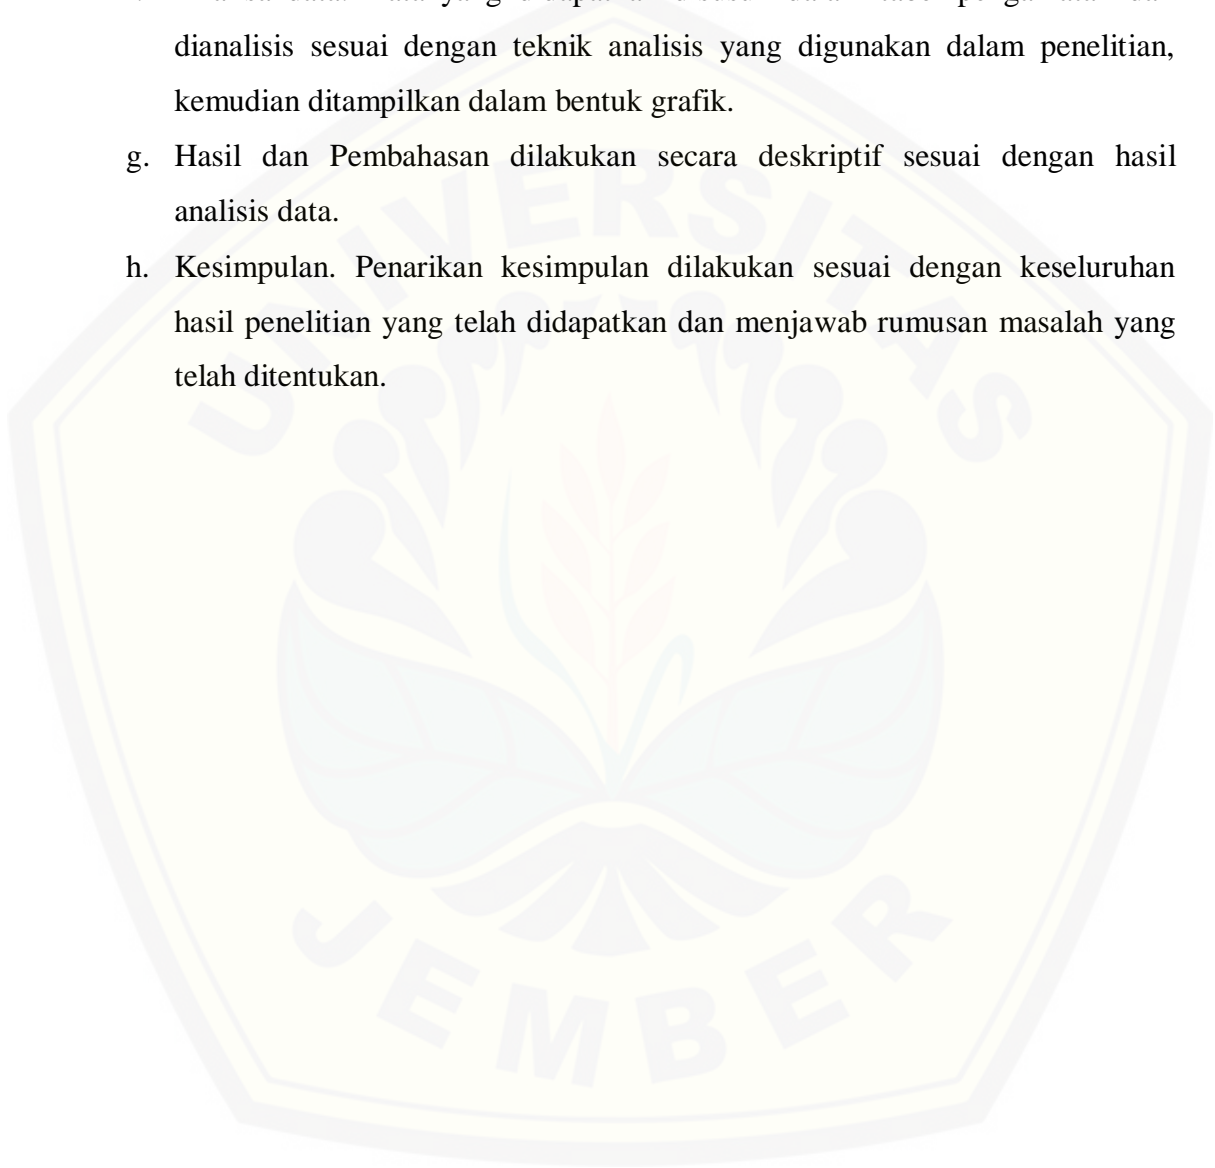 dianalisis sesuai dengan teknik analisis yang digunakan dalam penelitian,
kemudian ditampilkan dalam bentuk grafik.
g. Hasil dan Pembahasan dilakukan secara deskriptif sesuai dengan hasil
analisis data.
h. Kesimpulan. Penarikan kesimpulan dilakukan sesuai dengan keseluruhan
hasil penelitian yang telah didapatkan dan menjawab rumusan masalah yang
telah ditentukan.
UNIVERSITAS
JEMBER